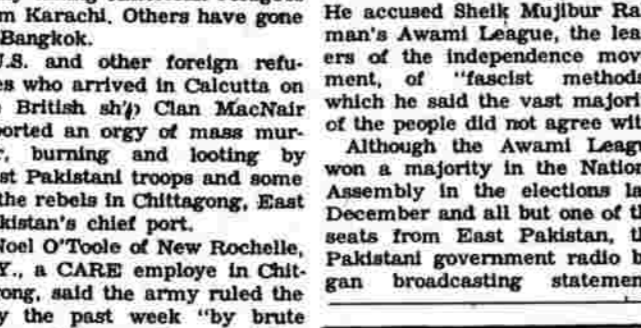 m Karachi. Others have gone
Bangkok.
.S. and other foreign refu-
es who arrived in Calcutta on
British ship Clan MacNair
ported an orgy of mass mur-
, burning and looting by
st Pakistani troops and some
the rebels in Chittagong, East
kistan's chief port.
Noel O'Toole of New Rochelle,
Y., a CARE employe in Chit-
ong, said the army ruled the
y the past week "by brute
He accused Sheik Mujibur Ra
man's Awami League, the lea
ers of the independence mov
ment, of "fascist method
which he said the vast majori
of the people did not agree wit
Although the Awami Leagu
won a majority in the Nation
Assembly in the elections la
December and all but one of th
seats from East Pakistan, th
Pakistani government radio b
gan broadcasting statemen